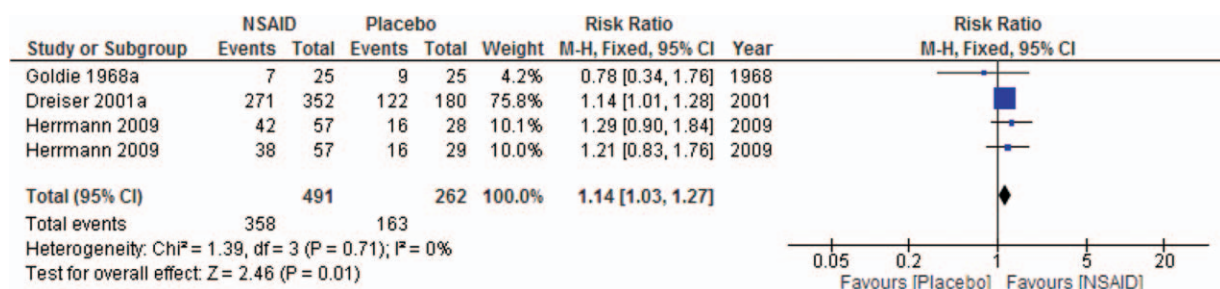 NSAID Placebo Risk Ratio Risk Ratio
Study or Subgroup Events Total Events Total Weight M-H, Fixed, 95% CI Year M-H, Fixed, 95% CI
Goldie 1968a 7 25 9 25 4.2% 0.78 [0.34, 1.76] 1968
Dreiser 2001a 271 352 122 180 75.8% 1.14 [1.01, 1.28] 2001
Herrmann 2009 42 57 16 28 10.1% 1.29 [0.90, 1.84] 2009
Herrmann 2009 38 57 16 29 10.0% 1.21 [0.83, 1.76] 2009
Total (95% CI) 491 262 100.0% 1.14 [1.03, 1.27]
Total events 358 163
Heterogeneity: Chi² = 1.39, df = 3 (P = 0.71); I² = 0%
Test for overall effect: Z = 2.46 (P = 0.01)
0.05 0.2 1 5 20
Favours [Placebo] Favours [NSAID]